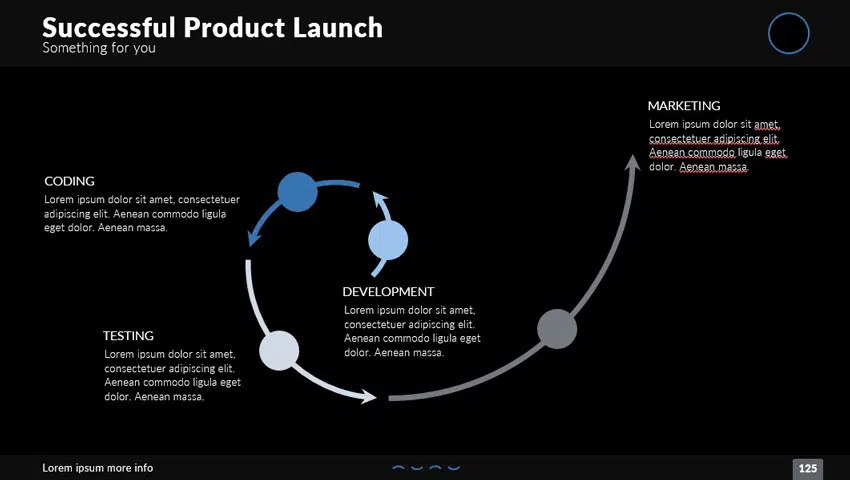 Successful Product Launch
Something for you
MARKETING
Lorem ipsum dolor sit amet,
consectetuer adipiscing elit.
Aenean commodo ligula eget
dolor. Aenean massa.
CODING
Lorem ipsum dolor sit amet, consectetuer
adipiscing elit. Aenean commodo ligula
eget dolor. Aenean massa.
DEVELOPMENT
Lorem ipsum dolor sit amet,
consectetuer adipiscing elit.
Aenean commodo ligula eget
dolor. Aenean massa.
TESTING
Lorem ipsum dolor sit amet,
consectetuer adipiscing elit.
Aenean commodo ligula eget
dolor. Aenean massa.
Lorem ipsum more info
125